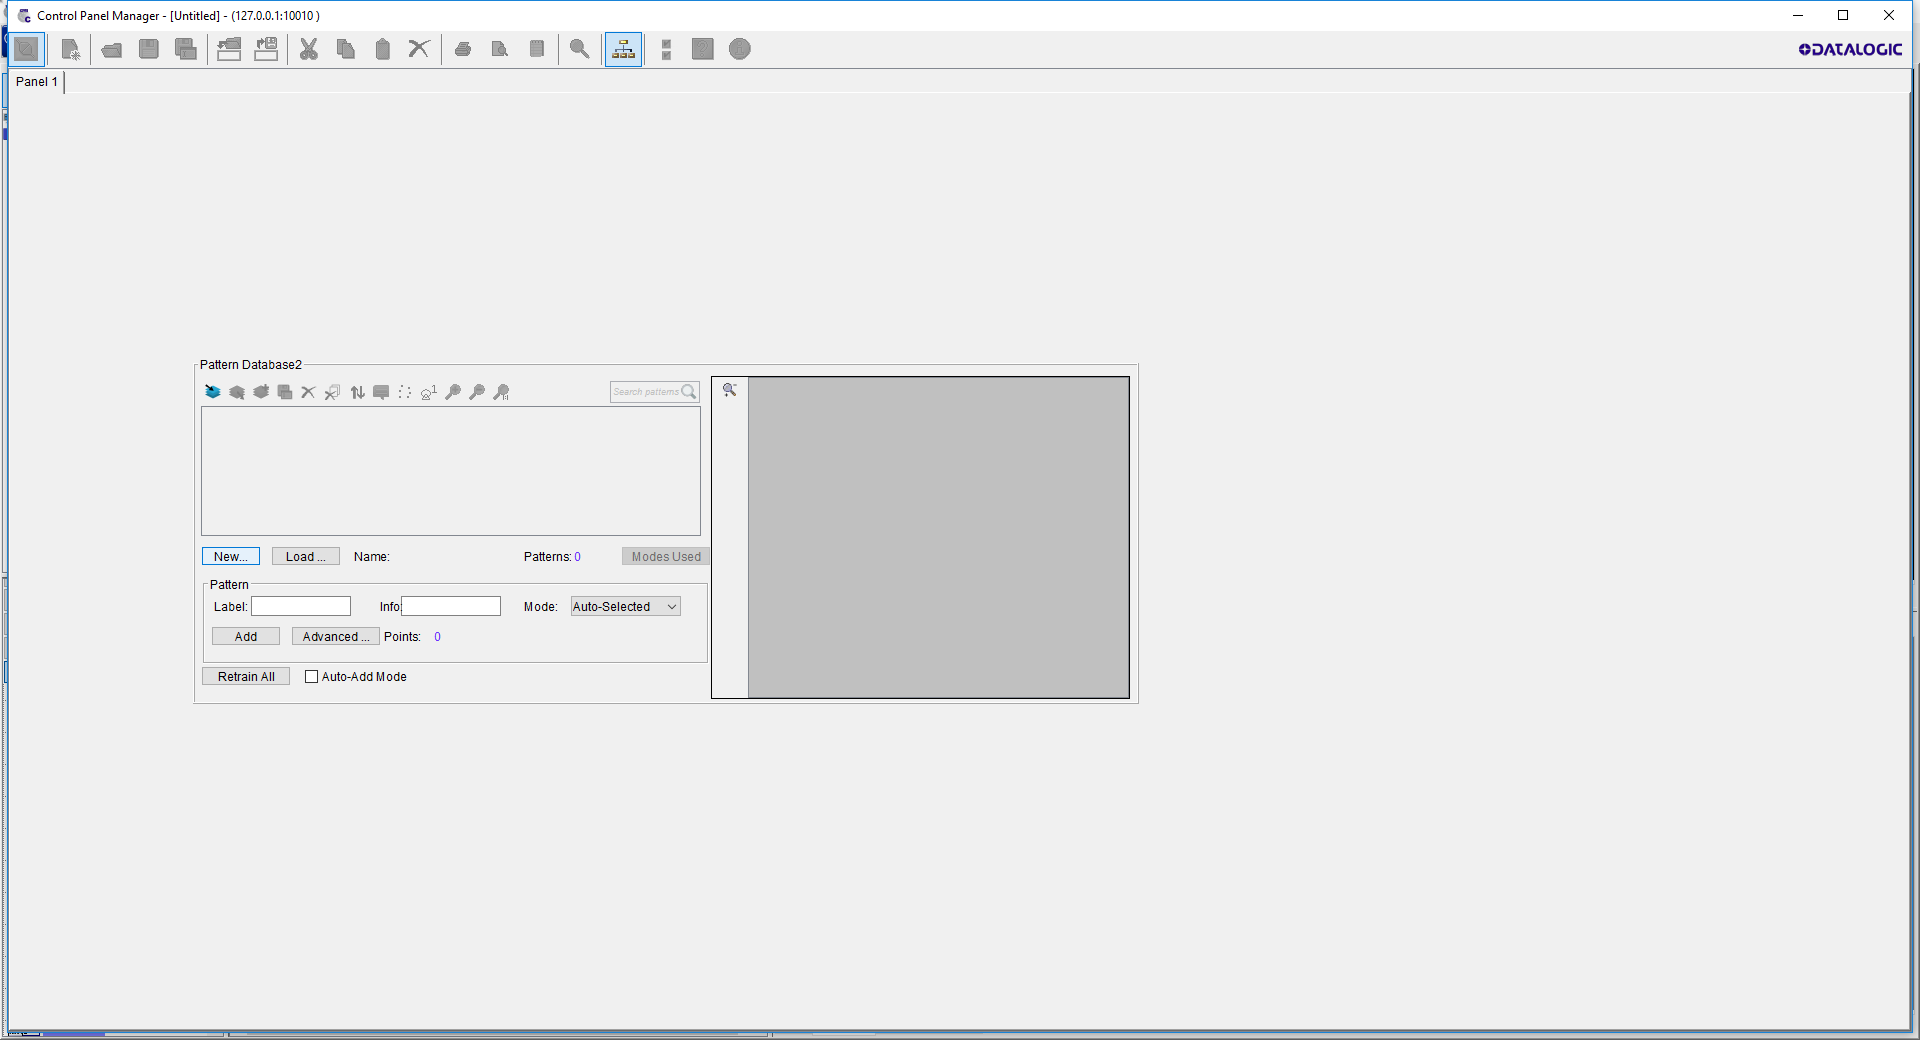 Control Panel Manager - [Untitled] - (127.0.0.1:10010 )
DATALOGIC
Panel 1
Pattern Database2
Search patterns
New... Load ... Name: Patterns: 0 Modes Used
Pattern
Label: Info: Mode: Auto-Selected
Add Advanced ... Points: 0
Retrain All Auto-Add Mode